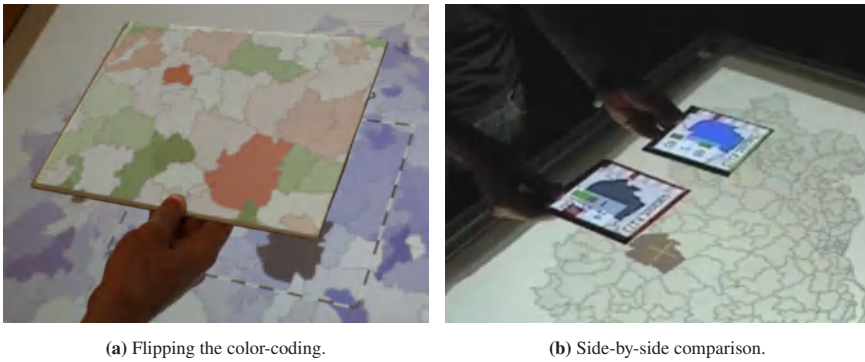 (a) Flipping the color-coding.
(b) Side-by-side comparison.